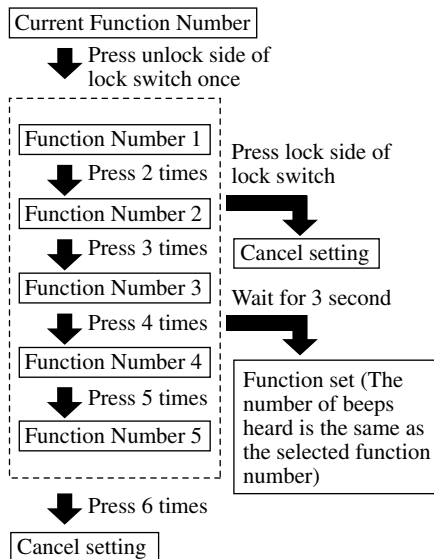 Current Function Number
Press unlock side of
lock switch once
Function Number 1
Press 2 times
Function Number 2
Press 3 times
Function Number 3
Press 4 times
Function Number 4
Press 5 times
Function Number 5
Press lock side of
lock switch
Cancel setting
Wait for 3 second
Function set (The
number of beeps
heard is the same as
the selected function
number)
Press 6 times
Cancel setting